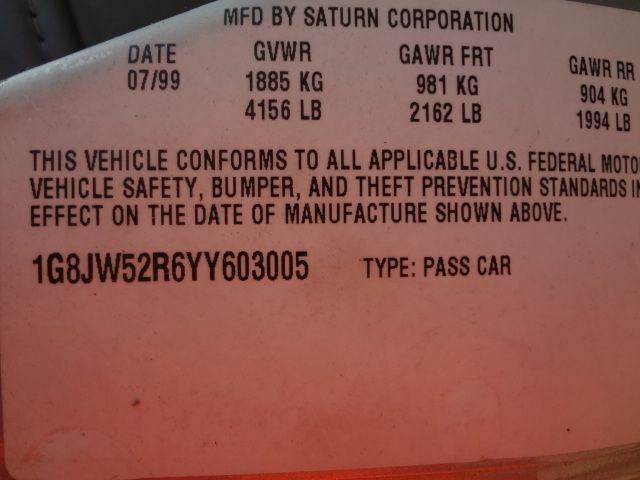 MFD BY SATURN CORPORATION
DATE GVWR GAWR FRT GAWR RR
07/99 1885 KG 981 KG 904 KG
4156 LB 2162 LB 1994 LB
THIS VEHICLE CONFORMS TO ALL APPLICABLE U.S. FEDERAL MOTO
VEHICLE SAFETY, BUMPER, AND THEFT PREVENTION STANDARDS IN
EFFECT ON THE DATE OF MANUFACTURE SHOWN ABOVE.
1G8JW52R6YY603005 TYPE: PASS CAR